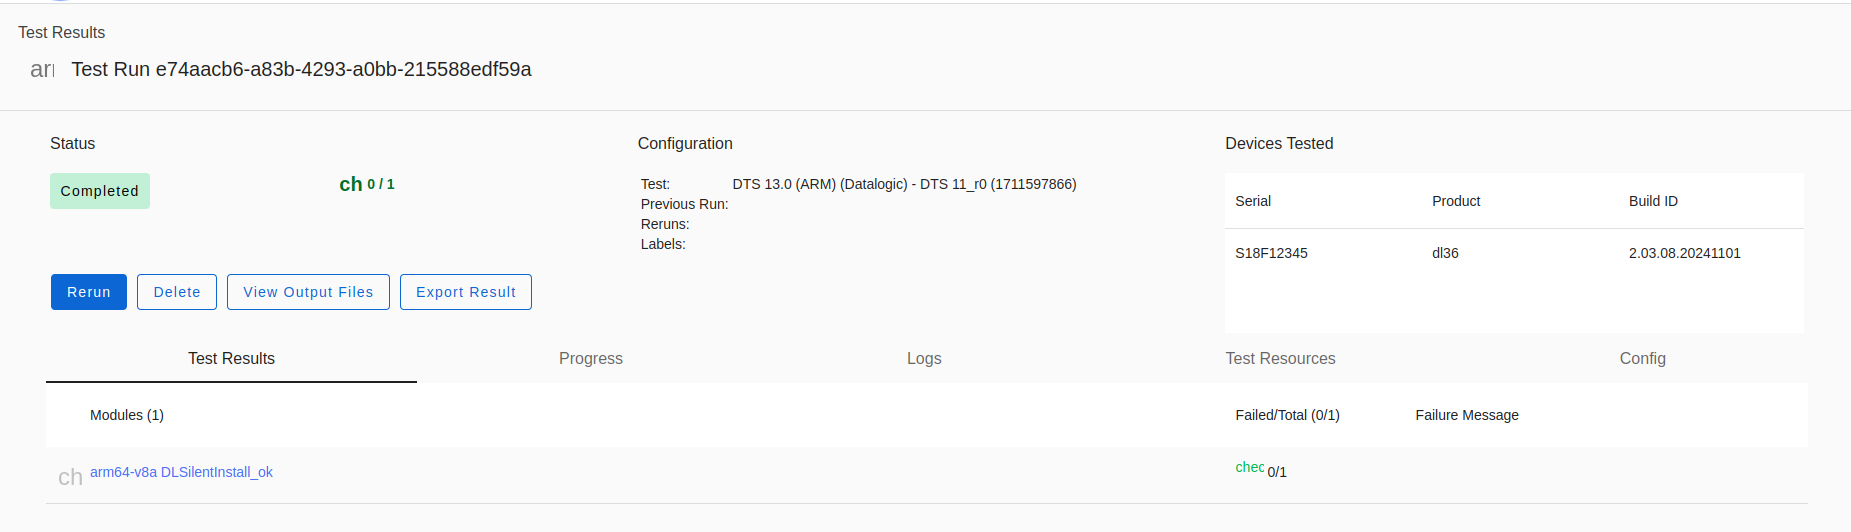 Test Results
arr Test Run e74aacb6-a83b-4293-a0bb-215588edf59a
Status
Completed
ch 0 / 1
Rerun
Delete
View Output Files
Export Result
Configuration
Test: DTS 13.0 (ARM) (Datalogic) - DTS 11_r0 (1711597866)
Previous Run:
Reruns:
Labels:
Devices Tested
Serial Product Build ID
S18F12345 dl36 2.03.08.20241101
Test Results Progress Logs Test Resources Config
Modules (1) Failed/Total (0/1) Failure Message
ch arm64-v8a DLSilentInstall_ok chec 0/1